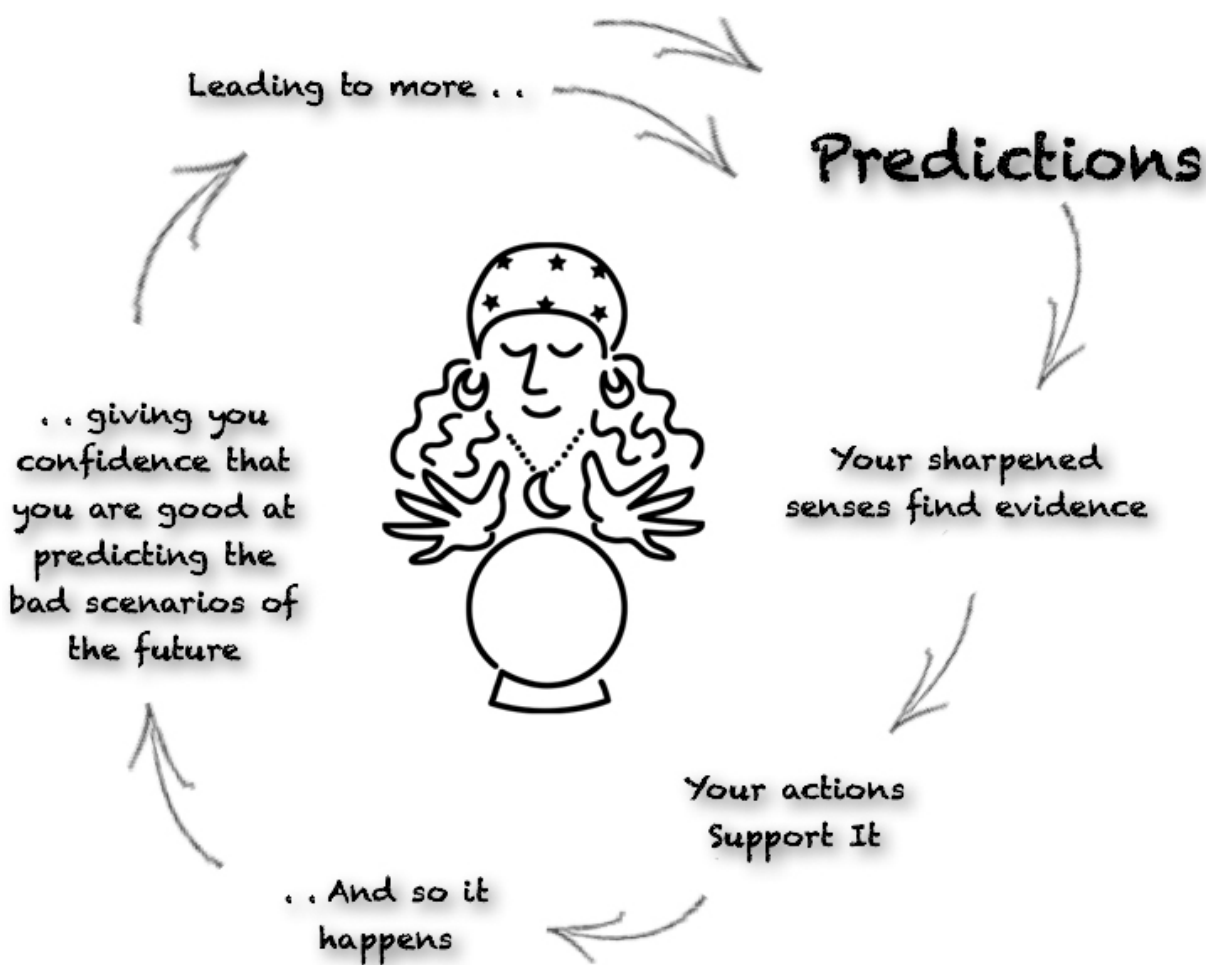 Leading to more . .
Predictions
Your sharpened
senses find evidence
Your actions
Support It
. . And so it
happens
. . giving you
confidence that
you are good at
predicting the
bad scenarios of
the future